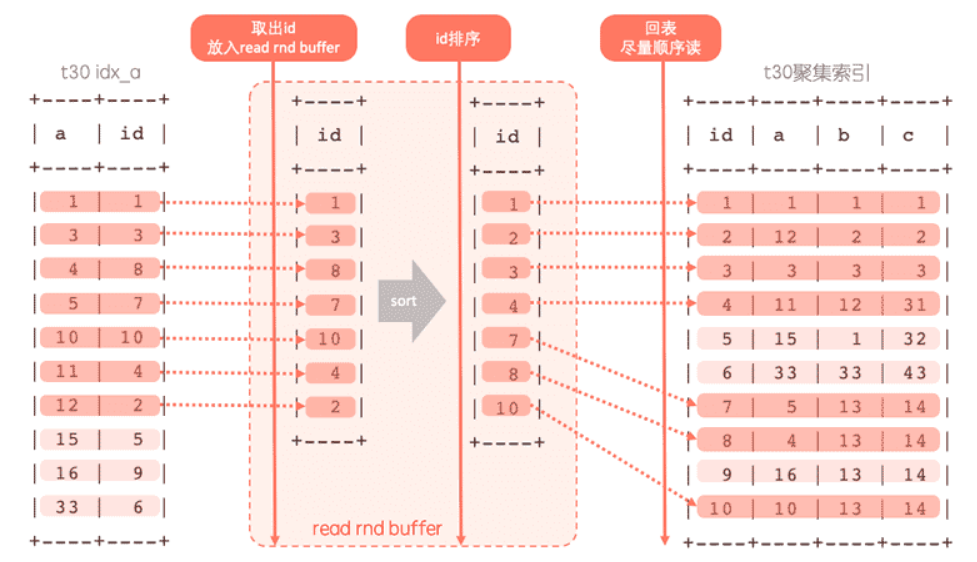 取出id
放入read rnd buffer
id排序
回表
尽量顺序读
t30 idx_a
t30聚集索引
+----+----+
| a | id |
+----+----+
| 1 | 1 |
| 3 | 3 |
| 4 | 8 |
| 5 | 7 |
| 10 | 10 |
| 11 | 4 |
| 12 | 2 |
| 15 | 5 |
| 16 | 9 |
| 33 | 6 |
+----+----+
+----+
| id |
+----+
| 1 |
| 3 |
| 8 |
| 7 |
| 10 |
| 4 |
| 2 |
+----+
sort
+----+
| id |
+----+
| 1 |
| 2 |
| 3 |
| 4 |
| 7 |
| 8 |
| 10 |
+----+
read rnd buffer
+----+----+----+----+
| id | a | b | c |
+----+----+----+----+
| 1 | 1 | 1 | 1 |
| 2 | 12 | 2 | 2 |
| 3 | 3 | 3 | 3 |
| 4 | 11 | 12 | 31 |
| 5 | 15 | 1 | 32 |
| 6 | 33 | 33 | 43 |
| 7 | 5 | 13 | 14 |
| 8 | 4 | 13 | 14 |
| 9 | 16 | 13 | 14 |
| 10 | 10 | 13 | 14 |
+----+----+----+----+